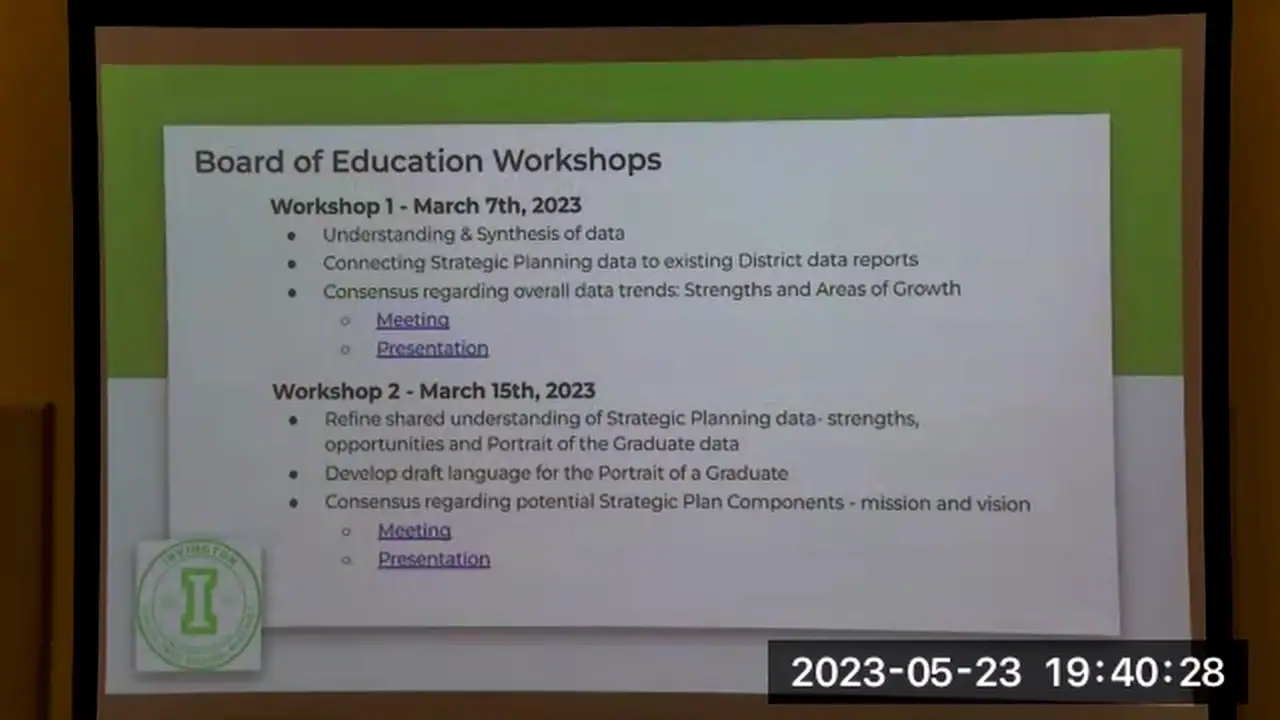 Board of Education Workshops
Workshop 1 - March 7th, 2023
• Understanding & Synthesis of data
• Connecting Strategic Planning data to existing District data reports
• Consensus regarding overall data trends: Strengths and Areas of Growth
○ Meeting
○ Presentation
Workshop 2 - March 15th, 2023
• Refine shared understanding of Strategic Planning data- strengths,
opportunities and Portrait of the Graduate data
• Develop draft language for the Portrait of a Graduate
• Consensus regarding potential Strategic Plan Components - mission and vision
○ Meeting
○ Presentation
IRVINGTON
I
2023-05-23 19:40:28